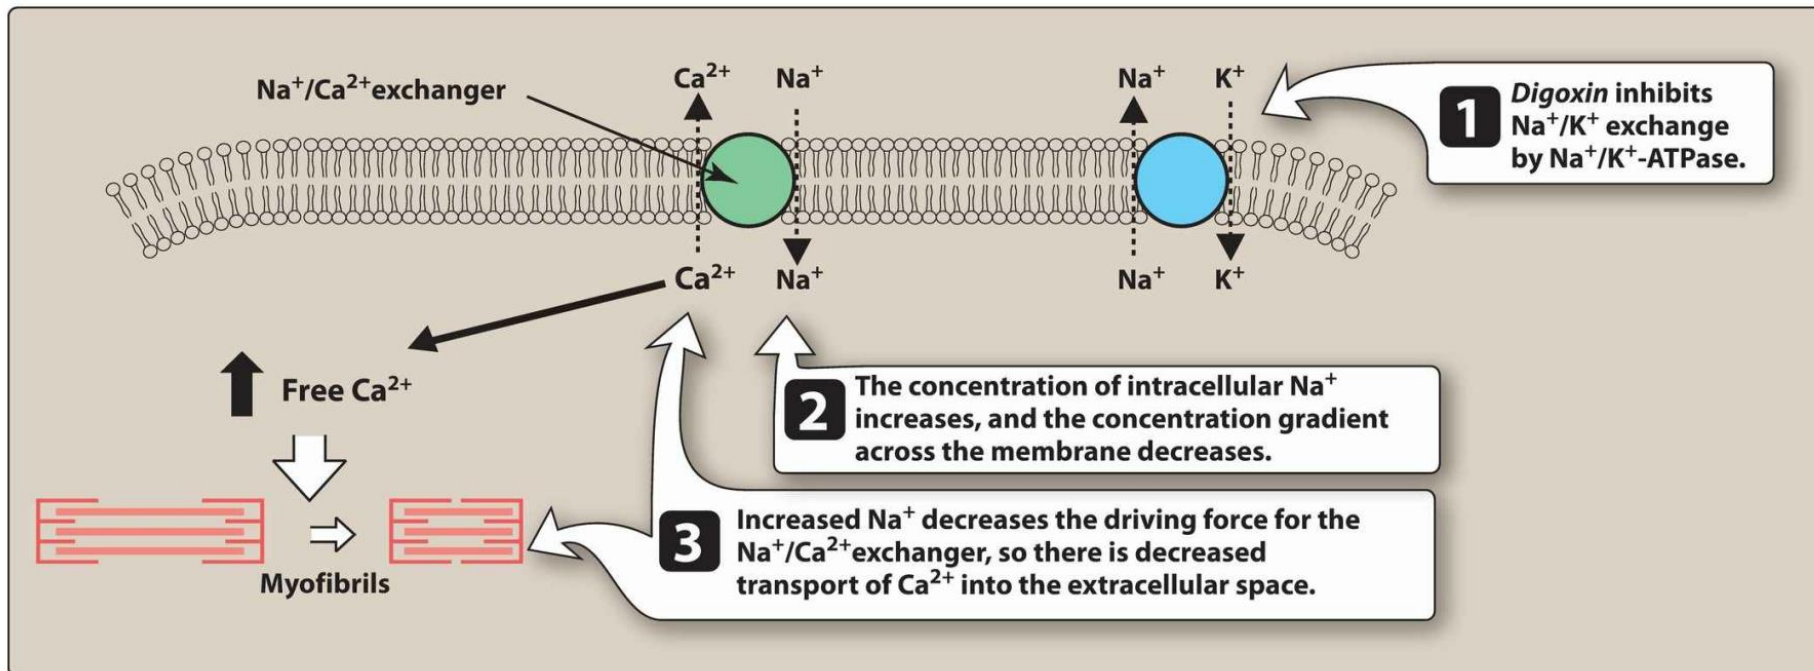 Ca²⁺ Na⁺ Na⁺ K⁺
Na⁺/Ca²⁺exchanger
1 Digoxin inhibits
Na⁺/K⁺ exchange
by Na⁺/K⁺-ATPase.
Ca²⁺ Na⁺ Na⁺ K⁺
Free Ca²⁺
2 The concentration of intracellular Na⁺
increases, and the concentration gradient
across the membrane decreases.
3 Increased Na⁺ decreases the driving force for the
Na⁺/Ca²⁺exchanger, so there is decreased
transport of Ca²⁺ into the extracellular space.
Myofibrils